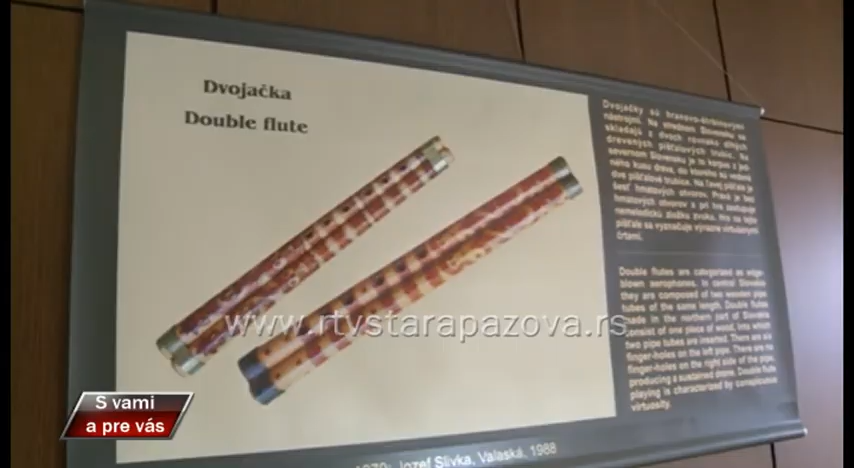 Dvojačka
Double flute
Dvojačky sú hranovo-štrbinovými
nástrojmi. Na strednom Slovensku sa
skladajú z dvoch rovnako dlhých
drevených píšťalových trubíc. Na
severnom Slovensku je to korpus z jed-
ného kusu dreva, do ktorého sú vedené
dve píšťalové trubice. Na ľavej píšťale je
šesť hmatových otvorov. Pravá je bez
hmatových otvorov a pri hre zastupuje
nemelodickú zložku zvuku. Hra na tejto
píšťale sa vyznačuje výrazne virtuóznymi
črtami.
Double flutes are categorized as edge-
blown aerophones. In central Slovakia
they are composed of two wooden pipe
tubes of the same length. Double flutes
made in the northern part of Slovakia
consist of one piece of wood, into which
two pipe tubes are inserted. There are six
finger-holes on the left pipe. There are no
finger-holes on the right side of the pipe,
producing a sustained drone. Double flute
playing is characterized by conspicuous
virtuosity.
www.rtvstarapazova.rs
S vami
a pre vás
Jozef Slivka, Valaská, 1988